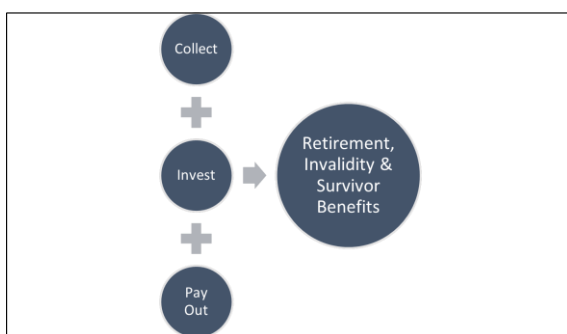 Collect
Invest
Pay
Out
Retirement,
Invalidity &
Survivor
Benefits